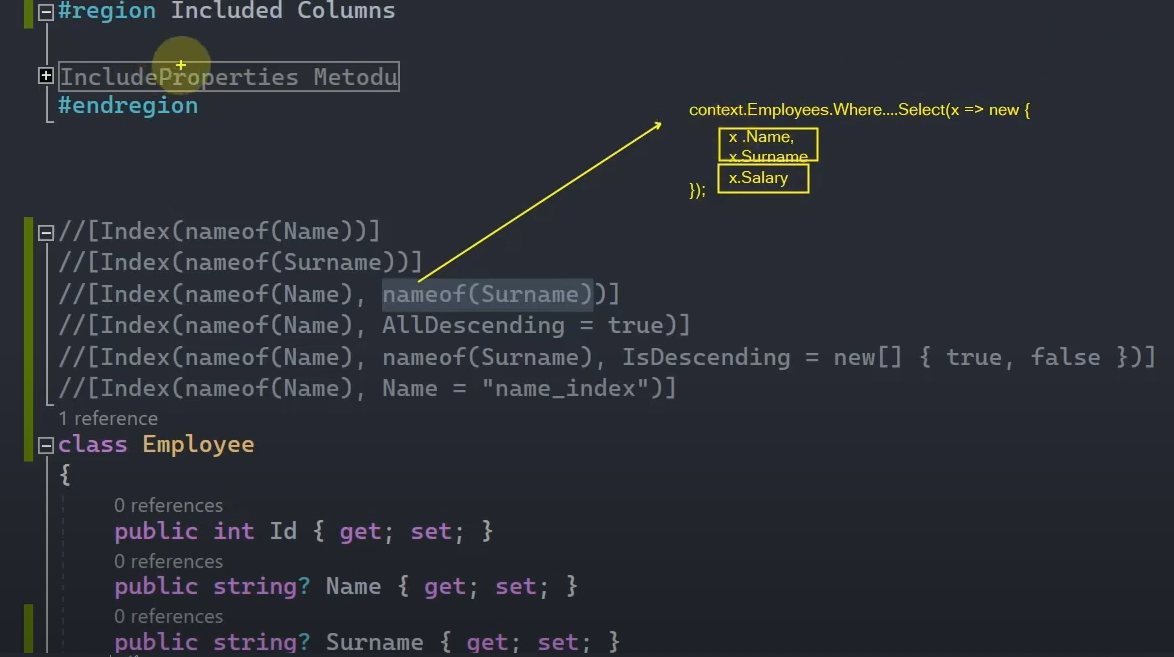 #region Included Columns
IncludeProperties Metodu
#endregion
context.Employees.Where....Select(x => new {
x .Name,
x.Surname
x.Salary
});
//[Index(nameof(Name))]
//[Index(nameof(Surname))]
//[Index(nameof(Name), nameof(Surname))]
//[Index(nameof(Name), AllDescending = true)]
//[Index(nameof(Name), nameof(Surname), IsDescending = new[] { true, false })]
//[Index(nameof(Name), Name = "name_index")]
1 reference
class Employee
{
0 references
public int Id { get; set; }
0 references
public string? Name { get; set; }
0 references
public string? Surname { get; set; }